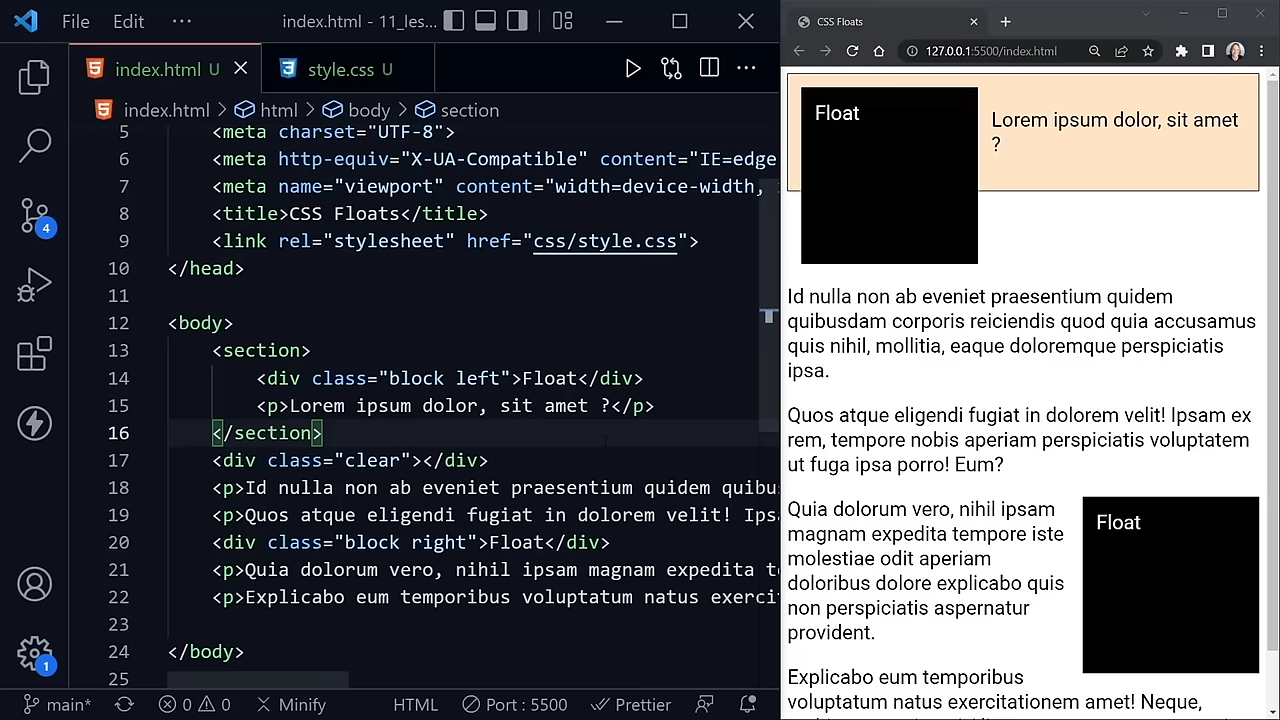 File Edit ··· index.html - 11_les...
index.html U style.css U
index.html > html > body > section
5 <meta charset="UTF-8">
6 <meta http-equiv="X-UA-Compatible" content="IE=edge
7 <meta name="viewport" content="width=device-width,
8 <title>CSS Floats</title>
9 <link rel="stylesheet" href="css/style.css">
10 </head>
11
12 <body>
13 <section>
14 <div class="block left">Float</div>
15 <p>Lorem ipsum dolor, sit amet ?</p>
16 </section>
17 <div class="clear"></div>
18 <p>Id nulla non ab eveniet praesentium quidem quibu
19 <p>Quos atque eligendi fugiat in dolorem velit! Ips
20 <div class="block right">Float</div>
21 <p>Quia dolorum vero, nihil ipsam magnam expedita t
22 <p>Explicabo eum temporibus voluptatum natus exerci
23
24 </body>
25
4
1
main* 0 0 Minify HTML Port : 5500 Prettier
CSS Floats
127.0.0.1:5500/index.html
Float
Lorem ipsum dolor, sit amet
?
Id nulla non ab eveniet praesentium quidem
quibusdam corporis reiciendis quod quia accusamus
quis nihil, mollitia, eaque doloremque perspiciatis
ipsa.
Quos atque eligendi fugiat in dolorem velit! Ipsam ex
rem, tempore nobis aperiam perspiciatis voluptatem
ut fuga ipsa porro! Eum?
Quia dolorum vero, nihil ipsam
magnam expedita tempore iste
molestiae odit aperiam
doloribus dolore explicabo quis
non perspiciatis aspernatur
provident.
Float
Explicabo eum temporibus
voluptatum natus exercitationem amet! Neque,